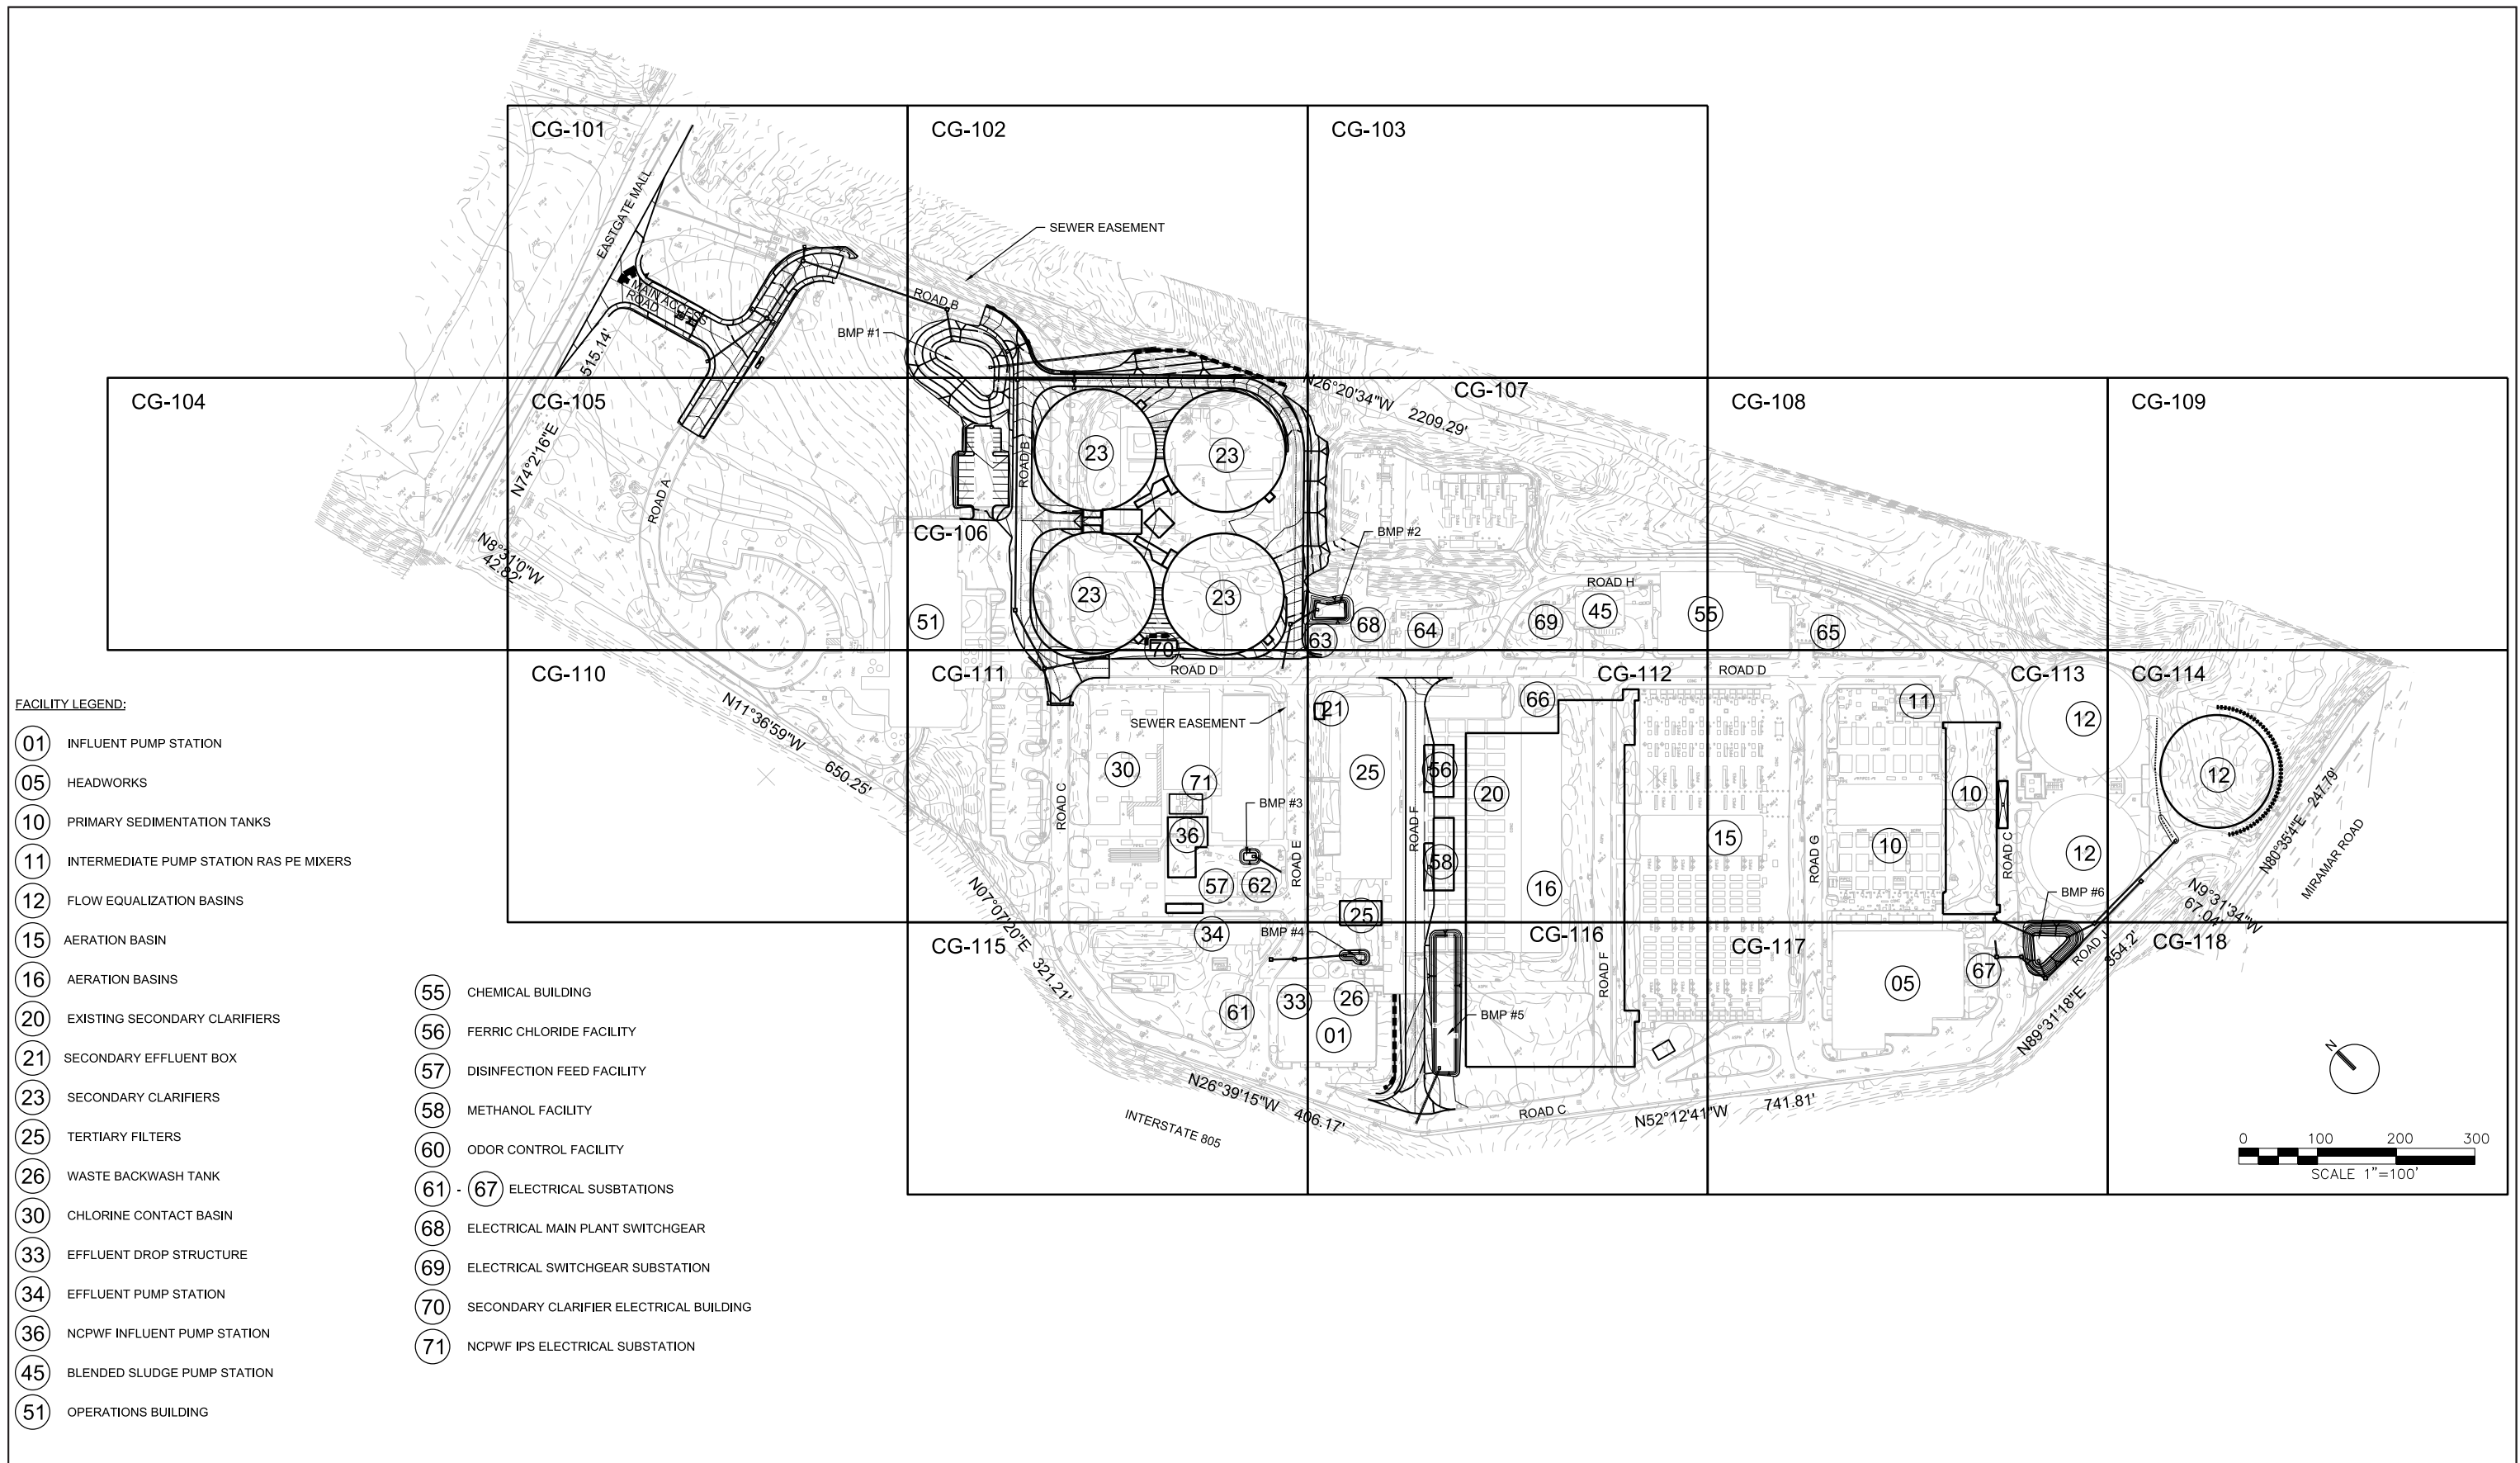 CG-101
CG-102
CG-103
EASTGATE MALL
SEWER EASEMENT
MAIN ACCESS
ROAD
ROAD B
BMP #1
515.14'
N74°2'16"E
CG-104
CG-105
N26°20'34"W 2209.29'
CG-107
CG-108
CG-109
23
23
ROAD B
ROAD A
CG-106
BMP #2
N8°31'0"W
42.82'
ROAD H
23
23
51
63
68
64
69
45
55
65
70
CG-110
CG-111
ROAD D
CG-112
ROAD D
CG-113
CG-114
N11°36'59"W 650.25'
SEWER EASEMENT
21
66
11
12
30
71
25
56
20
10
12
ROAD C
36
BMP #3
ROAD E
ROAD F
58
15
ROAD G
10
ROAD C
12
N80°35'4"E 247.79'
MIRAMAR ROAD
57
62
16
BMP #6
N9°31'34"W
67.04'
25
N07°07'20"E 321.21'
CG-115
34
BMP #4
CG-116
CG-117
CG-118
ROAD J
354.2'
N89°31'18"E
61
33
26
01
BMP #5
ROAD F
05
67
N26°39'15"W 406.17'
INTERSTATE 805
ROAD C
N52°12'41"W 741.81'
N
0 100 200 300
SCALE 1"=100'
FACILITY LEGEND:
01 INFLUENT PUMP STATION
05 HEADWORKS
10 PRIMARY SEDIMENTATION TANKS
11 INTERMEDIATE PUMP STATION RAS PE MIXERS
12 FLOW EQUALIZATION BASINS
15 AERATION BASIN
16 AERATION BASINS
20 EXISTING SECONDARY CLARIFIERS
21 SECONDARY EFFLUENT BOX
23 SECONDARY CLARIFIERS
25 TERTIARY FILTERS
26 WASTE BACKWASH TANK
30 CHLORINE CONTACT BASIN
33 EFFLUENT DROP STRUCTURE
34 EFFLUENT PUMP STATION
36 NCPWF INFLUENT PUMP STATION
45 BLENDED SLUDGE PUMP STATION
51 OPERATIONS BUILDING
55 CHEMICAL BUILDING
56 FERRIC CHLORIDE FACILITY
57 DISINFECTION FEED FACILITY
58 METHANOL FACILITY
60 ODOR CONTROL FACILITY
61 - 67 ELECTRICAL SUSBTATIONS
68 ELECTRICAL MAIN PLANT SWITCHGEAR
69 ELECTRICAL SWITCHGEAR SUBSTATION
70 SECONDARY CLARIFIER ELECTRICAL BUILDING
71 NCPWF IPS ELECTRICAL SUBSTATION